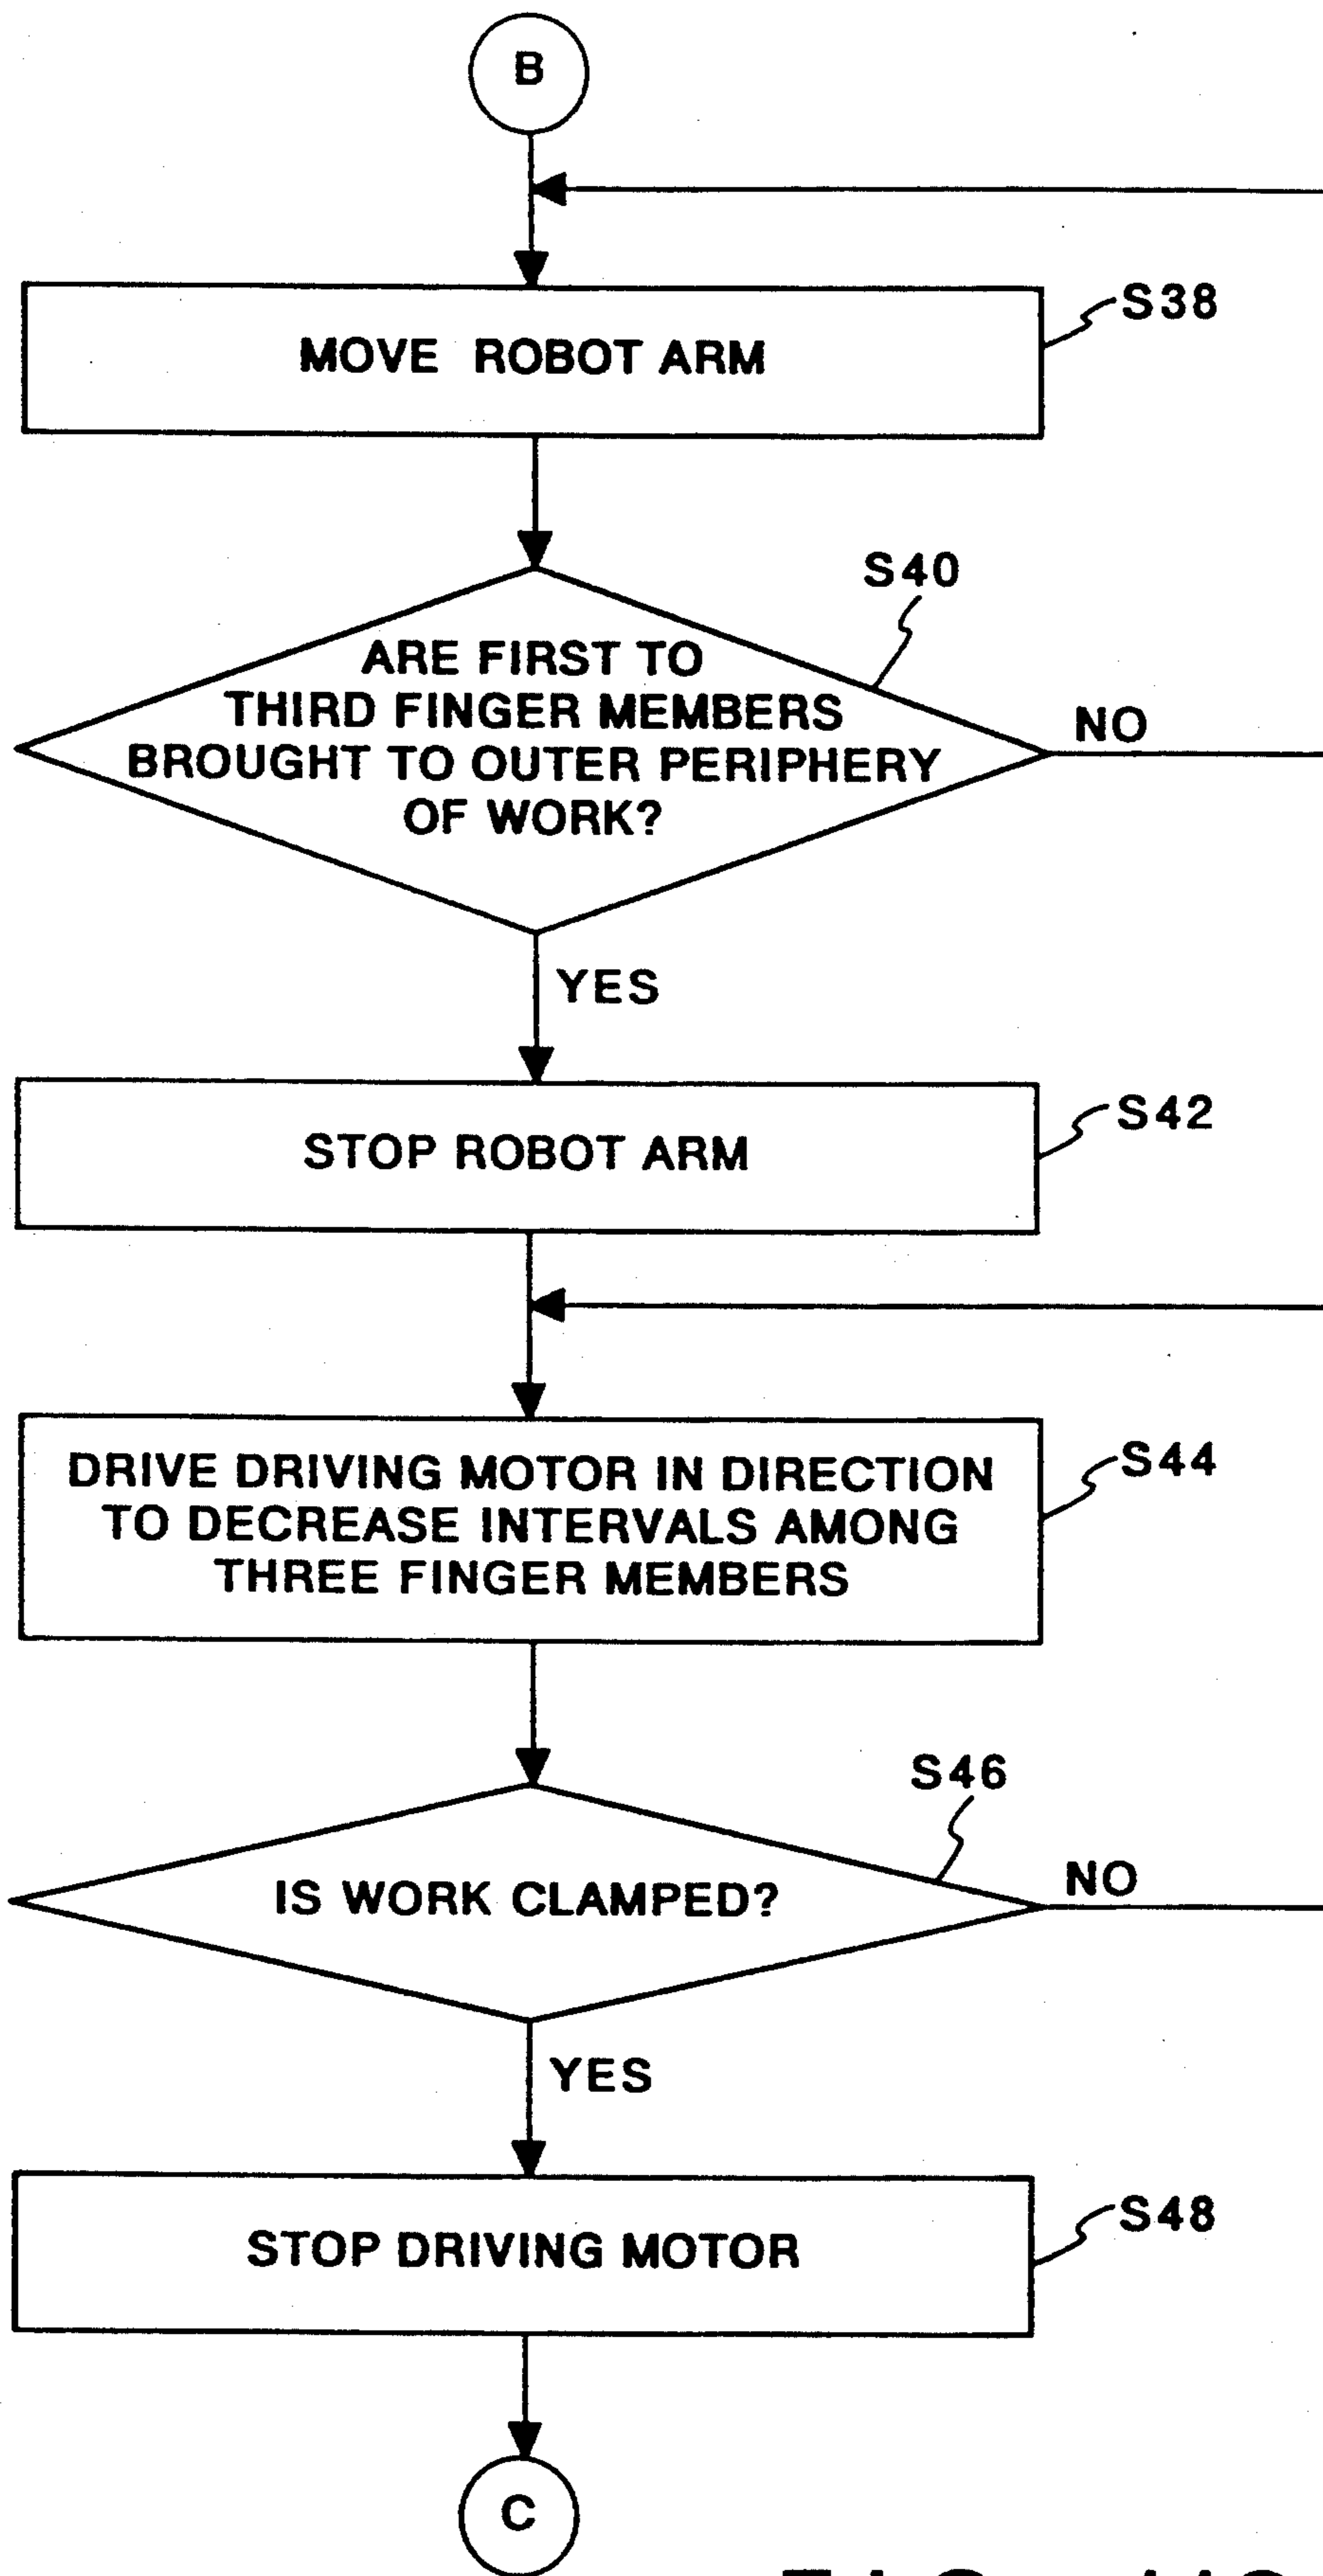 B
S38
MOVE ROBOT ARM
S40
ARE FIRST TO
THIRD FINGER MEMBERS
BROUGHT TO OUTER PERIPHERY
OF WORK?
NO
YES
S42
STOP ROBOT ARM
S44
DRIVE DRIVING MOTOR IN DIRECTION
TO DECREASE INTERVALS AMONG
THREE FINGER MEMBERS
S46
IS WORK CLAMPED?
NO
YES
S48
STOP DRIVING MOTOR
C